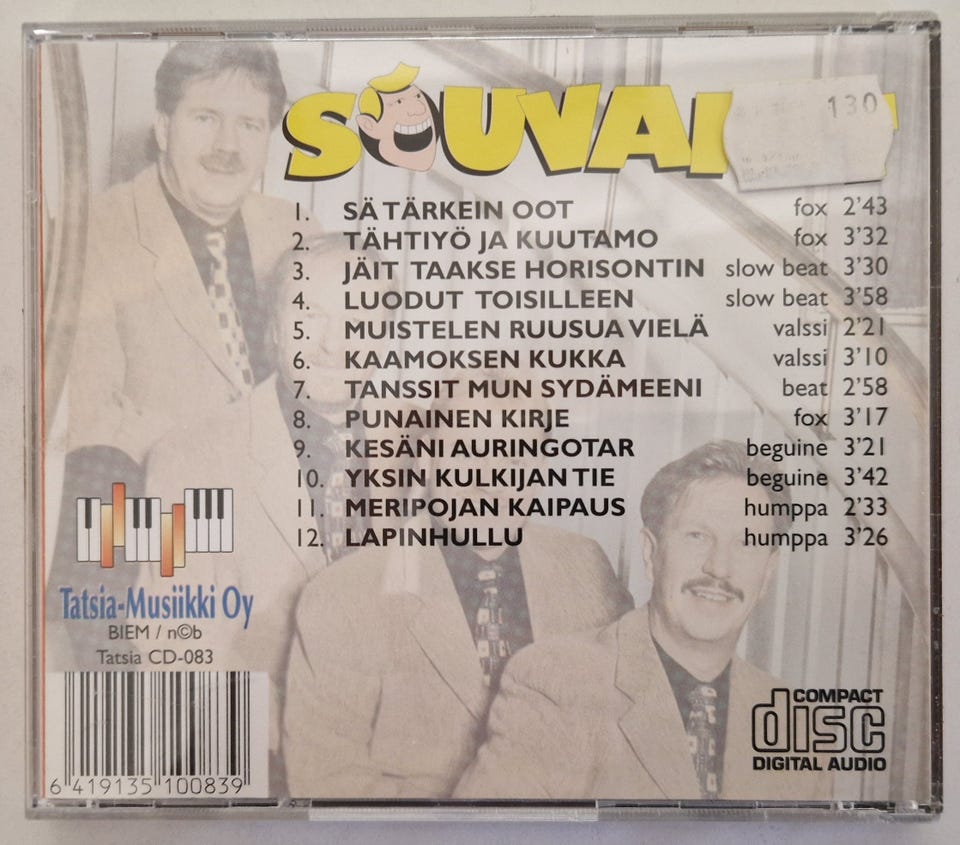 SOUVAI
130
1. SÄ TÄRKEIN OOT fox 2'43
2. TÄHTIYÖ JA KUUTAMO fox 3'32
3. JÄIT TAAKSE HORISONTIN slow beat 3'30
4. LUODUT TOISILLEEN slow beat 3'58
5. MUISTELEN RUUSUA VIELÄ valssi 2'21
6. KAAMOKSEN KUKKA valssi 3'10
7. TANSSIT MUN SYDÄMEENI beat 2'58
8. PUNAINEN KIRJE fox 3'17
9. KESÄNI AURINGOTAR beguine 3'21
10. YKSIN KULKIJAN TIE beguine 3'42
11. MERIPOJAN KAIPAUS humppa 2'33
12. LAPINHULLU humppa 3'26
Tatsia-Musiikki Oy
BIEM / n©b
Tatsia CD-083
6 419135 100839
COMPACT
disc
DIGITAL AUDIO